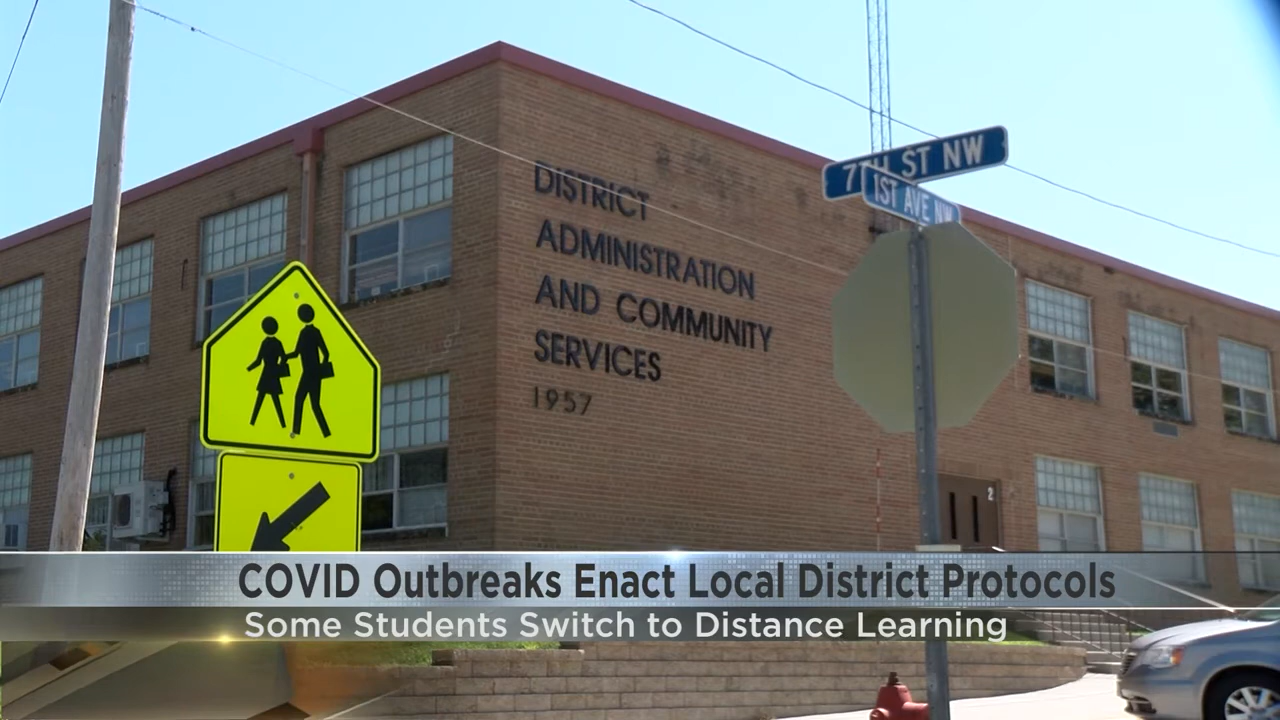 7TH ST NW
1ST AVE NW
DISTRICT
ADMINISTRATION
AND COMMUNITY
SERVICES
1957
2
COVID Outbreaks Enact Local District Protocols
Some Students Switch to Distance Learning